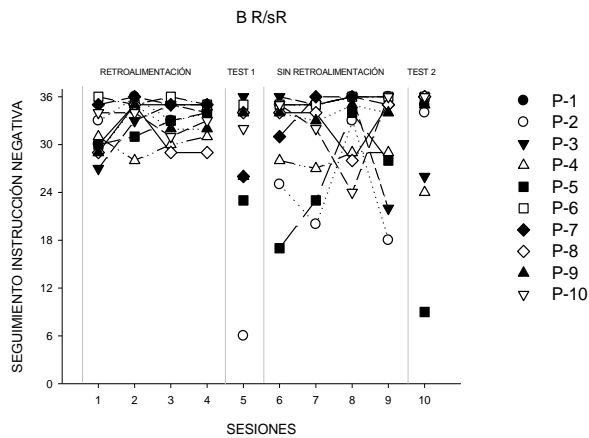 B R/sR
RETROALIMENTACIÓN TEST 1 SIN RETROALIMENTACIÓN TEST 2
SEGUIMIENTO INSTRUCCIÓN NEGATIVA
36
30
24
18
12
6
0
1 2 3 4 5 6 7 8 9 10
SESIONES
P-1
P-2
P-3
P-4
P-5
P-6
P-7
P-8
P-9
P-10